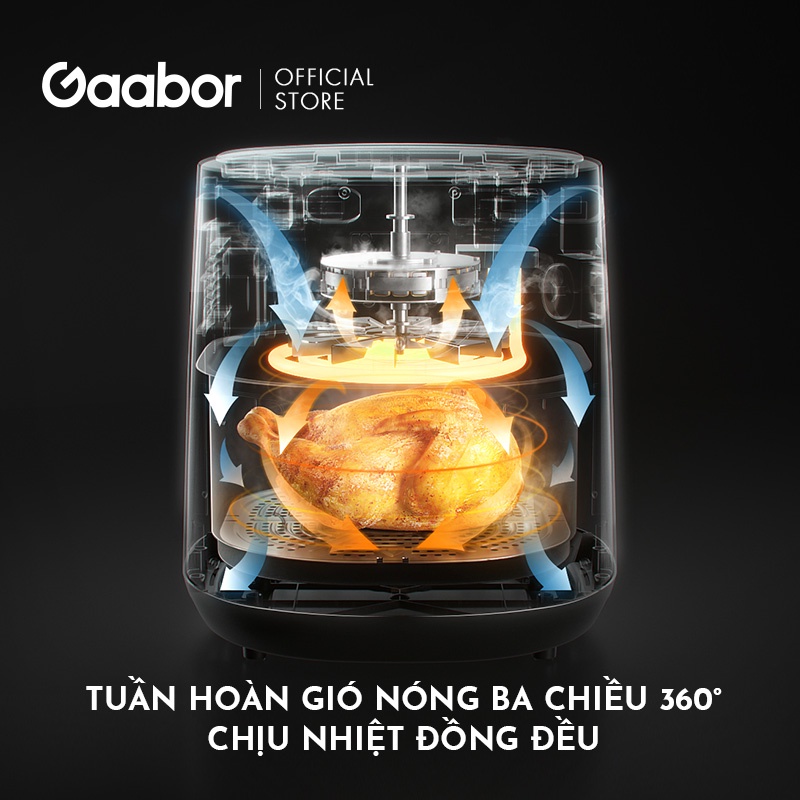 Gaabor
OFFICIAL
STORE
TUẦN HOÀN GIÓ NÓNG BA CHIỀU 360°
CHỊU NHIỆT ĐỒNG ĐỀU